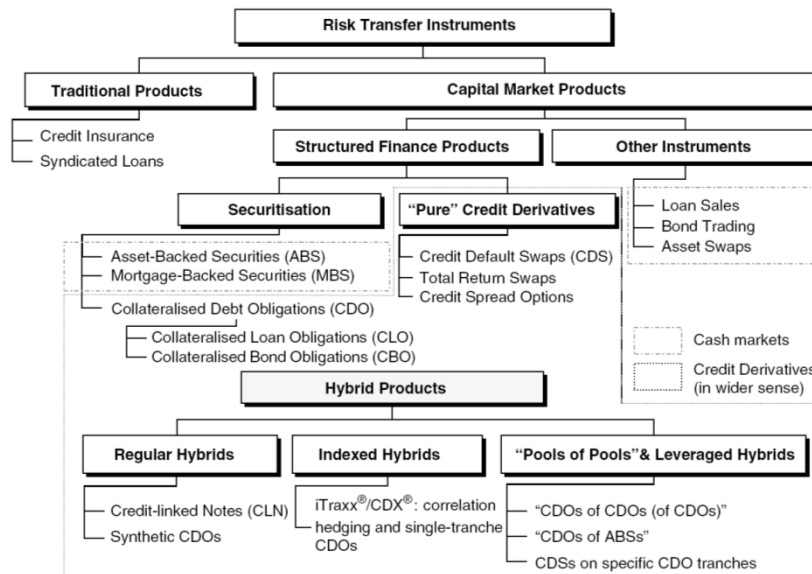 Risk Transfer Instruments
Traditional Products
Capital Market Products
Credit Insurance
Syndicated Loans
Structured Finance Products
Other Instruments
Securitisation
“Pure” Credit Derivatives
Loan Sales
Bond Trading
Asset Swaps
Asset-Backed Securities (ABS)
Mortgage-Backed Securities (MBS)
Credit Default Swaps (CDS)
Total Return Swaps
Credit Spread Options
Collateralised Debt Obligations (CDO)
Collateralised Loan Obligations (CLO)
Collateralised Bond Obligations (CBO)
Cash markets
Credit Derivatives
(in wider sense)
Hybrid Products
Regular Hybrids
Indexed Hybrids
“Pools of Pools”& Leveraged Hybrids
Credit-linked Notes (CLN)
Synthetic CDOs
iTraxx®/CDX®: correlation
hedging and single-tranche
CDOs
“CDOs of CDOs (of CDOs)”
“CDOs of ABSs”
CDSs on specific CDO tranches